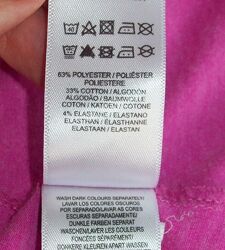 63% POLYESTER / POLIÉSTER
POLIESTERE
33% COTTON / ALGODON
ALGODÃO / BAUMWOLLE
COTON / KATOEN / COTONE
4% ELASTANE / ELASTANO
ELASTHAN / ÉLASTHANNE
ELASTAAN / ELASTAN
WASH DARK COLOURS SEPARATELY/
LAVAR LOS COLORES OSCUROS
POR SEPARADO/LAVAR AS CORES
ESCURAS SEPARADAMENTE/
DUNKLE FARBEN SEPARAT
WASCHEN/LAVER LES COULEURS
FONCÉES SÉPARÉMENT/
DONKERE KLEUREN APART WASSEN